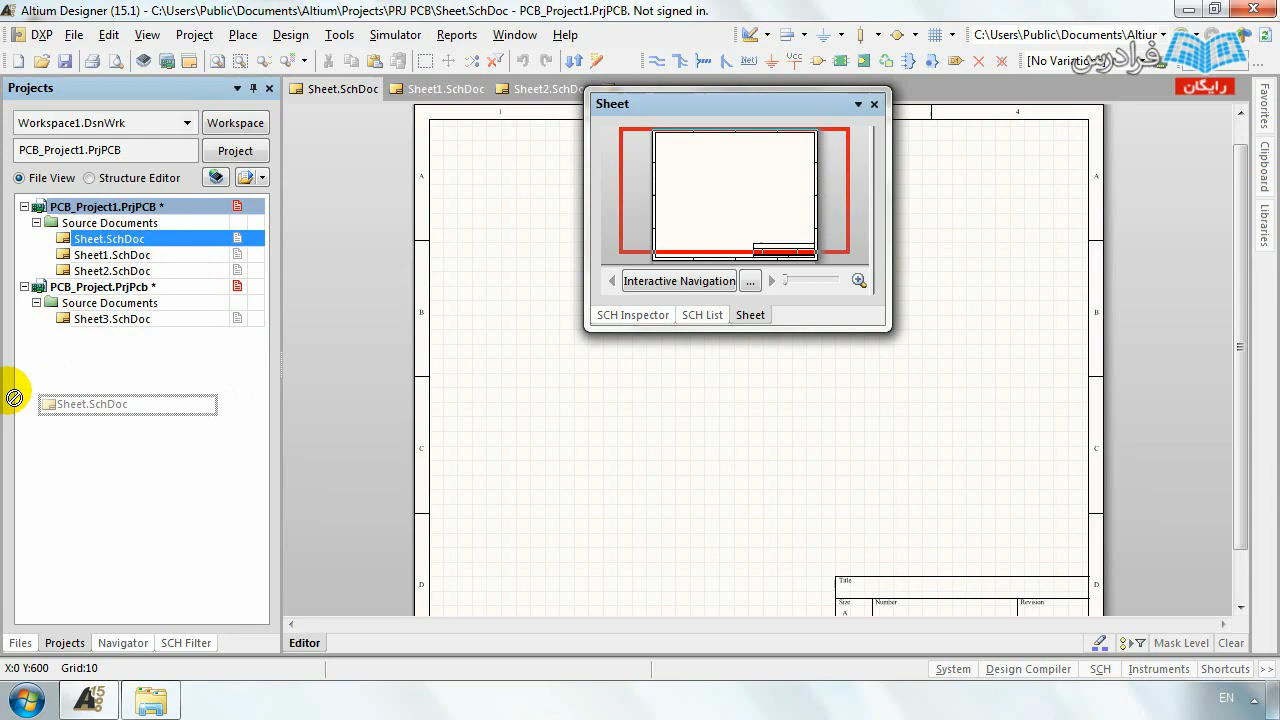 Altium Designer (15.1) - C:\Users\Public\Documents\Altium\Projects\PRJ PCB\Sheet.SchDoc - PCB_Project1.PrjPCB. Not signed in.
DXP File Edit View Project Place Design Tools Simulator Reports Window Help
C:\Users\Public\Documents\Altiur
[No Variation
فرادرس
رایگان
Projects
Workspace1.DsnWrk
Workspace
PCB_Project1.PrjPCB
Project
File View
Structure Editor
PCB_Project1.PrjPCB *
Source Documents
Sheet.SchDoc
Sheet1.SchDoc
Sheet2.SchDoc
PCB_Project.PrjPcb *
Source Documents
Sheet3.SchDoc
Sheet.SchDoc
Files Projects Navigator SCH Filter
Sheet.SchDoc Sheet1.SchDoc Sheet2.SchDoc
Sheet
Interactive Navigation ...
SCH Inspector SCH List Sheet
1
4
A
A
B
B
C
C
D
D
Title
Size Number Revision
A
Editor
Mask Level Clear
Favorites
Clipboard
Libraries
X:0 Y:600 Grid:10
System Design Compiler SCH Instruments Shortcuts >>
EN